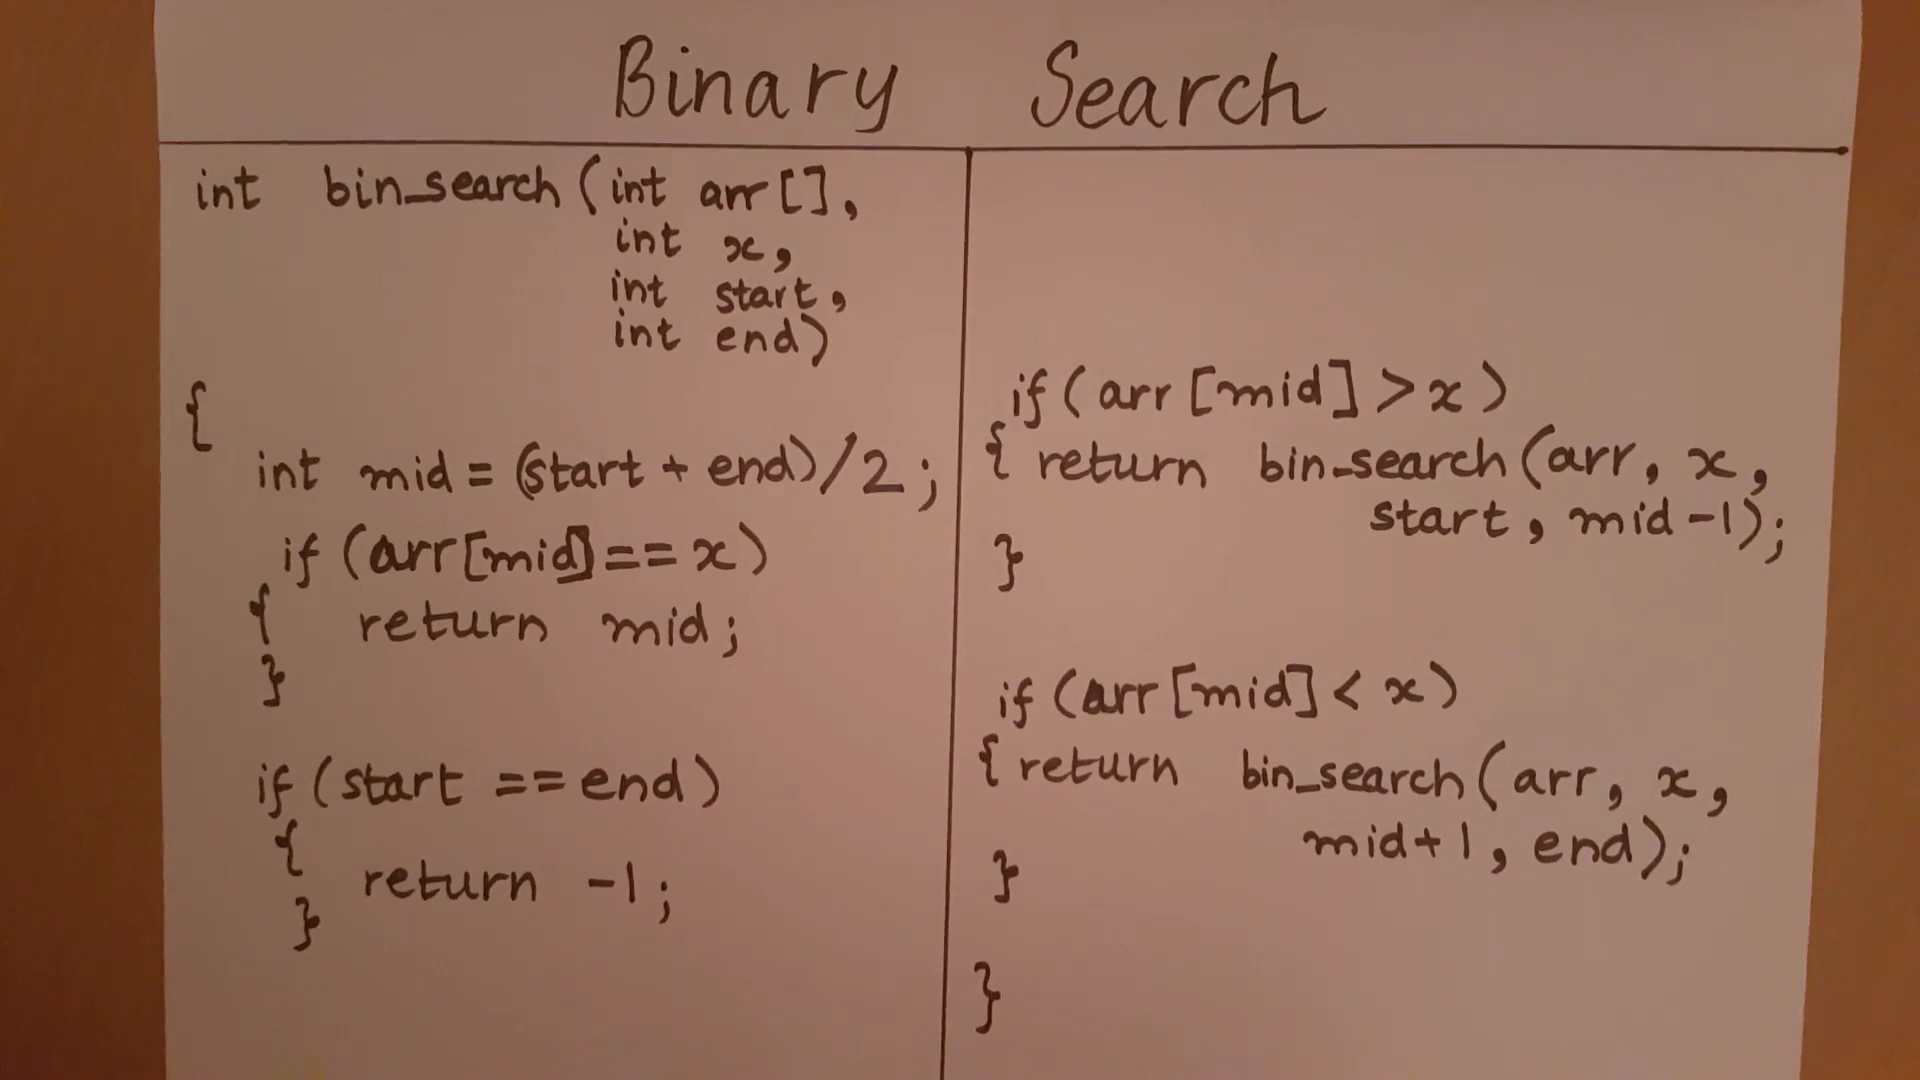 Binary Search
int bin_search(int arr[],
int x,
int start,
int end)
{
int mid = (start + end)/2;
if (arr[mid]==x)
{ return mid;
}
if (start == end)
{
return -1;
}
if(arr[mid]>x)
{ return bin_search(arr, x,
start, mid-1);
}
if (arr[mid]< x)
{ return bin_search(arr, x,
mid+1, end);
}
}